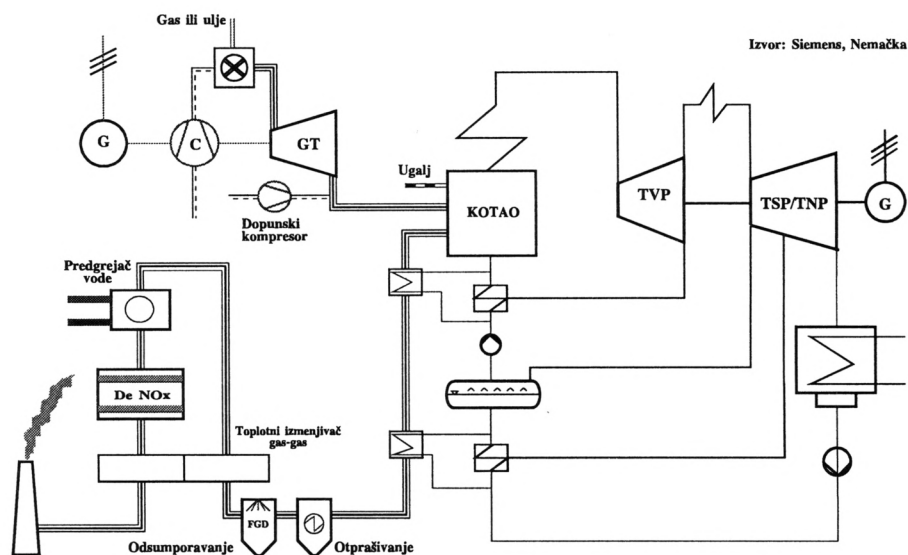 Gas ili ulje
Izvor: Siemens, Nemačka
G
C
GT
Ugalj
KOTAO
TVP
TSP/TNP
G
Dopunski
kompresor
Predgrejač
vode
De NOx
Toplotni izmenjivač
gas-gas
FGD
Odsumporavanje
Otprašivanje